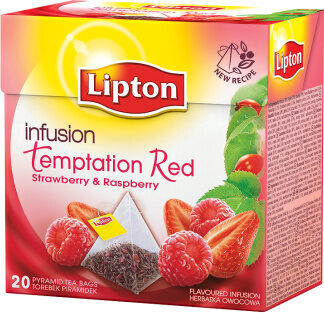 Lipton
NEW RECIPE
infusion
Temptation Red
Strawberry & Raspberry
Lipton
20 PYRAMID TEA BAGS
TOREBEK PIRAMIDEK
FLAVOURED INFUSION
HERBATKA OWOCOWA